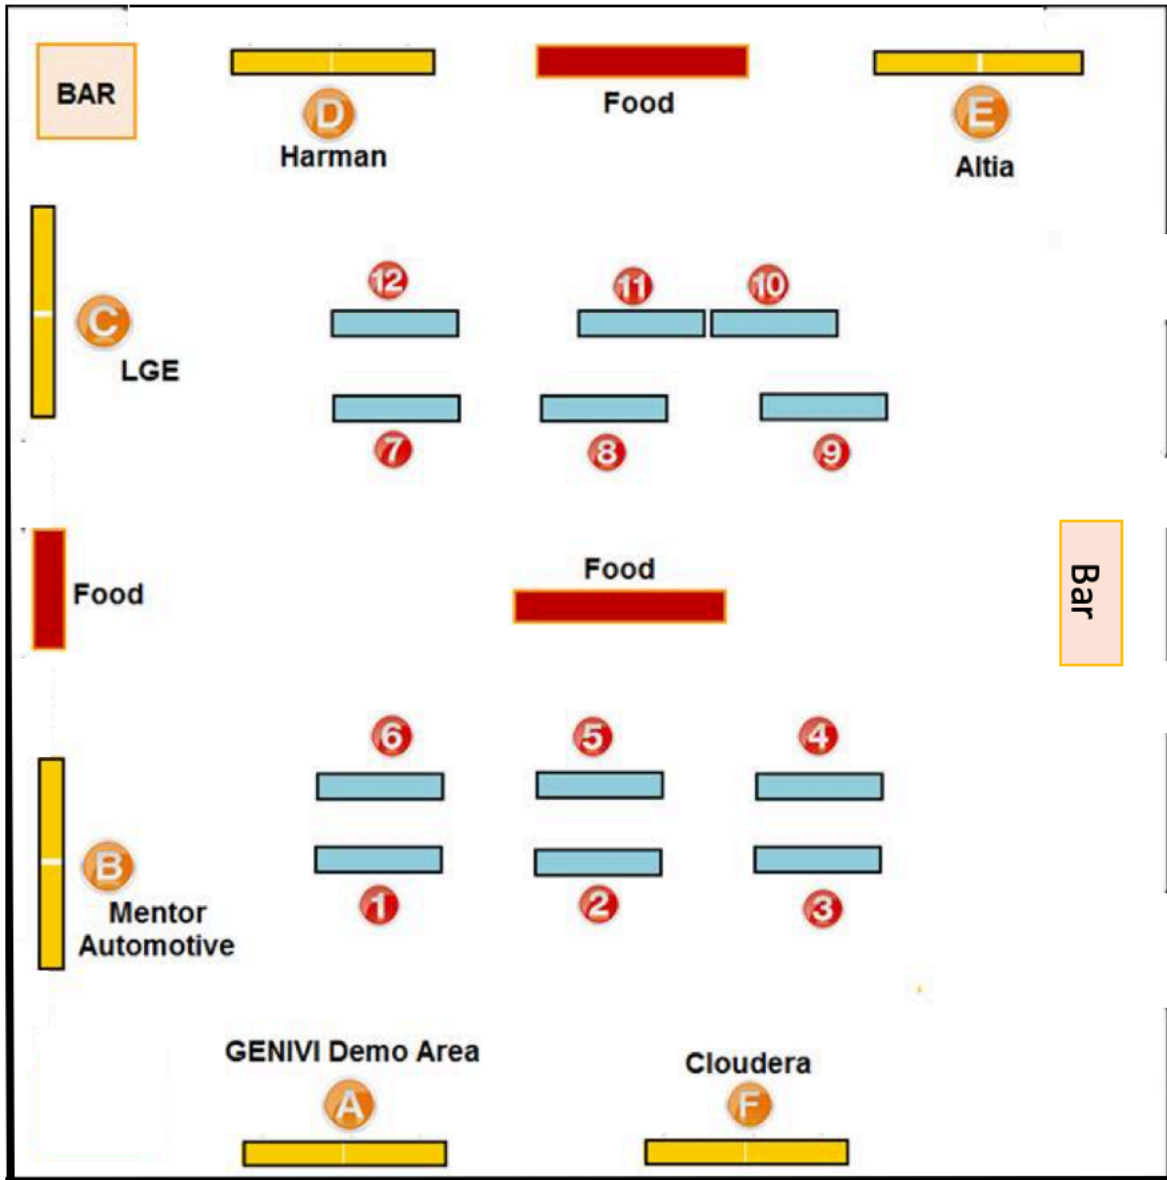 BAR
D
Harman
Food
E
Altia
C
LGE
12
11
10
7
8
9
Food
Food
Bar
6
5
4
B
Mentor
Automotive
1
2
3
GENIVI Demo Area
A
Cloudera
F